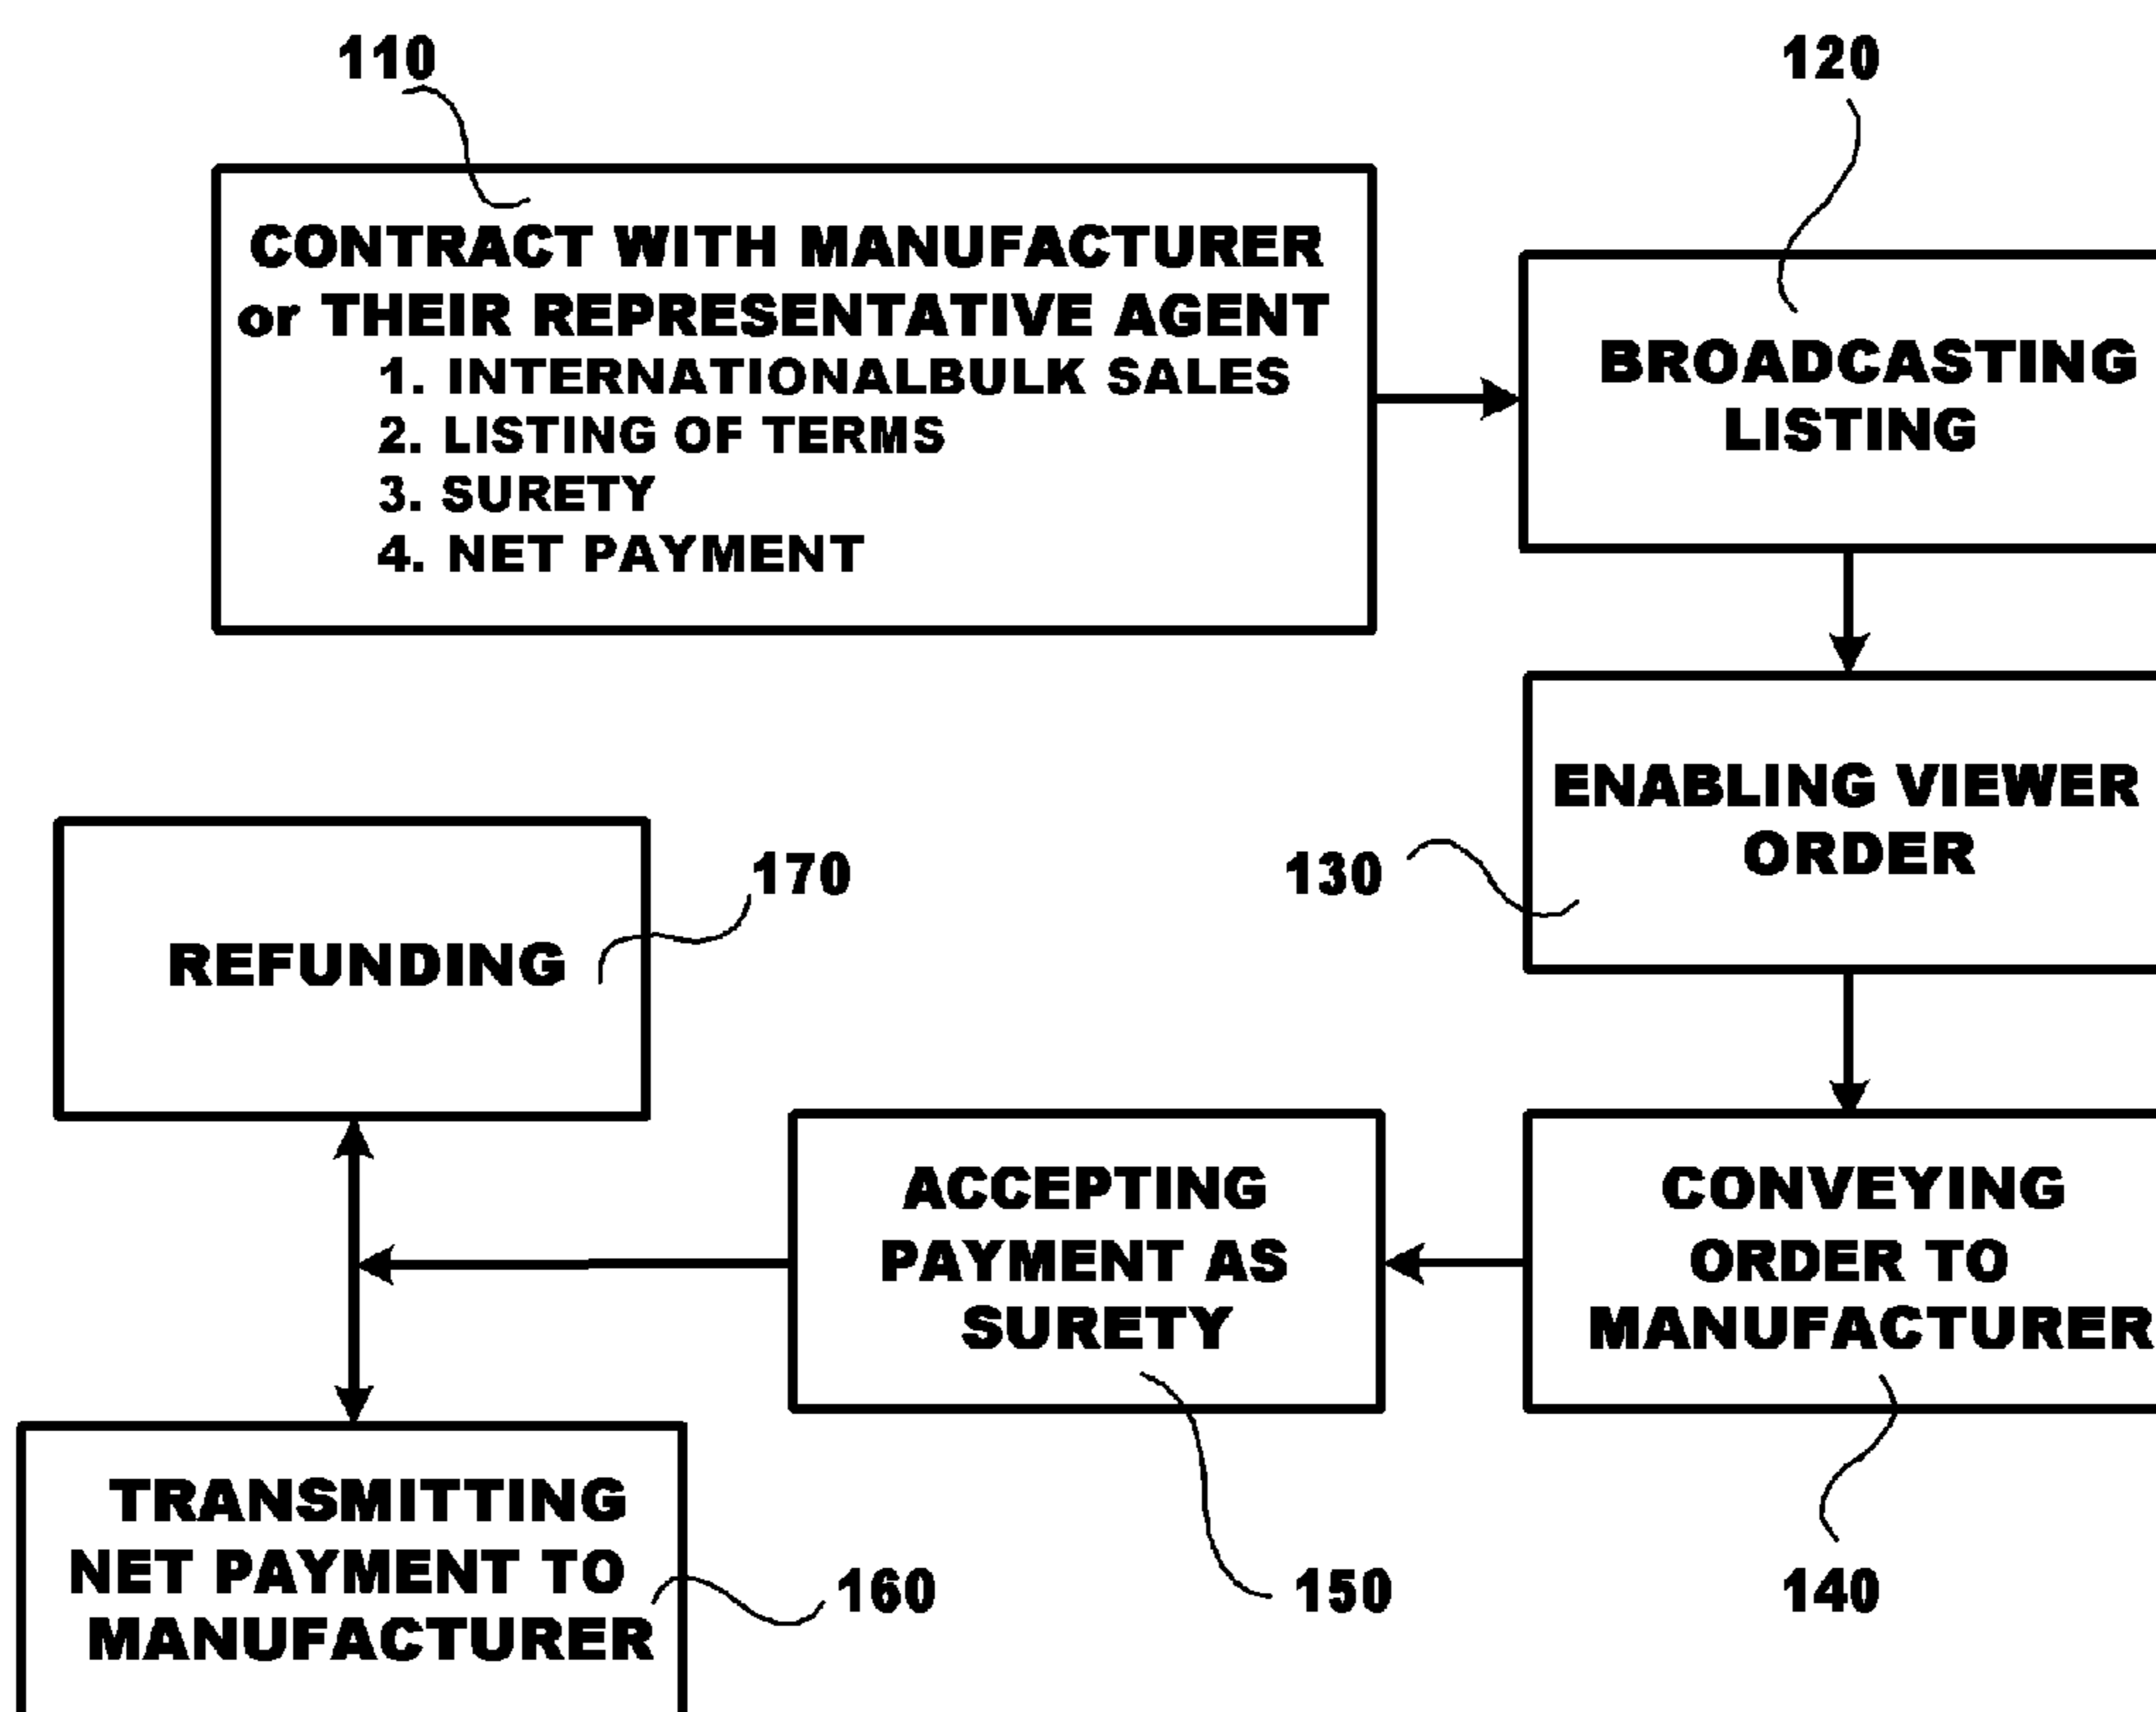 110
120
CONTRACT WITH MANUFACTURER
or THEIR REPRESENTATIVE AGENT
1. INTERNATIONALBULK SALES
2. LISTING OF TERMS
3. SURETY
4. NET PAYMENT
BROADCASTING
LISTING
ENABLING VIEWER
ORDER
130
170
REFUNDING
ACCEPTING
PAYMENT AS
SURETY
CONVEYING
ORDER TO
MANUFACTURER
TRANSMITTING
NET PAYMENT TO
MANUFACTURER
160
150
140